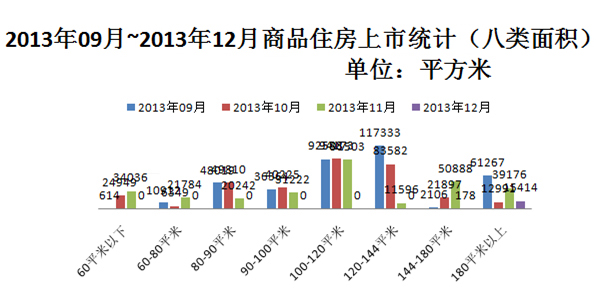 2013年09月~2013年12月商品住房上市统计（八类面积）
单位：平方米
2013年09月 2013年10月 2013年11月 2013年12月
614 24949 34036 0
21784 0
20242 0
40225 31222 0
0
117333 83582 11596 0
2106 21897 50888 178
61267 39176 15414
60平米以下 60-80平米 80-90平米 90-100平米 100-120平米 120-144平米 144-180平米 180平米以上